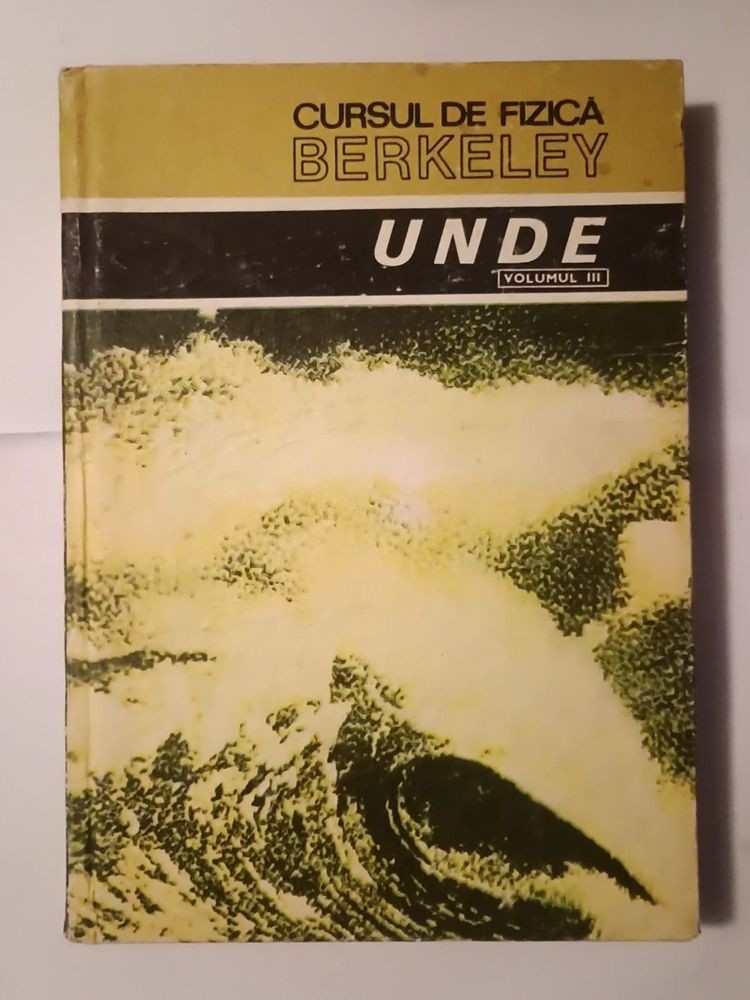 CURSUL DE FIZICĂ
BERKELEY
UNDE
VOLUMUL III